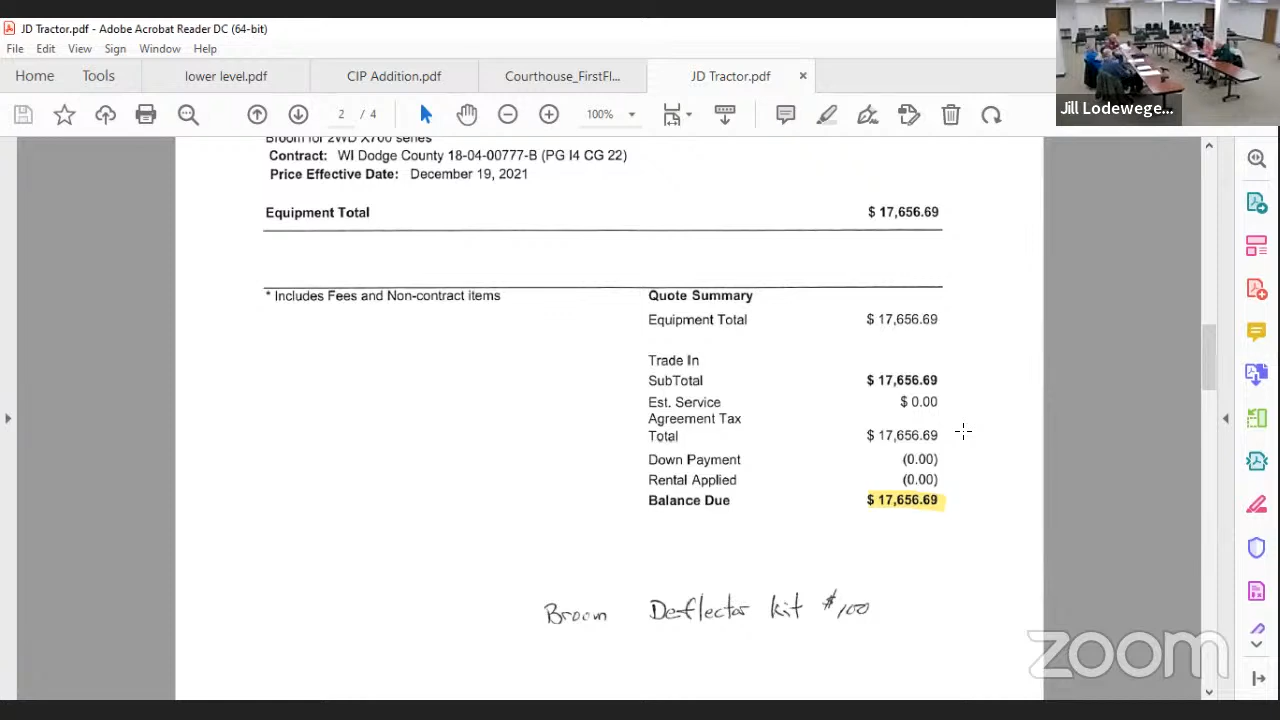 JD Tractor.pdf - Adobe Acrobat Reader DC (64-bit)
File Edit View Sign Window Help
Home Tools lower level.pdf CIP Addition.pdf Courthouse_FirstFl... JD Tractor.pdf ×
2 / 4 100%
Jill Lodewege...
Broom for 2WD X700 series
Contract: WI Dodge County 18-04-00777-B (PG I4 CG 22)
Price Effective Date: December 19, 2021
Equipment Total $ 17,656.69
* Includes Fees and Non-contract items Quote Summary
Equipment Total $ 17,656.69
Trade In
SubTotal $ 17,656.69
Est. Service $ 0.00
Agreement Tax
Total $ 17,656.69
Down Payment (0.00)
Rental Applied (0.00)
Balance Due $ 17,656.69
Broom Deflector kit $100
zoom